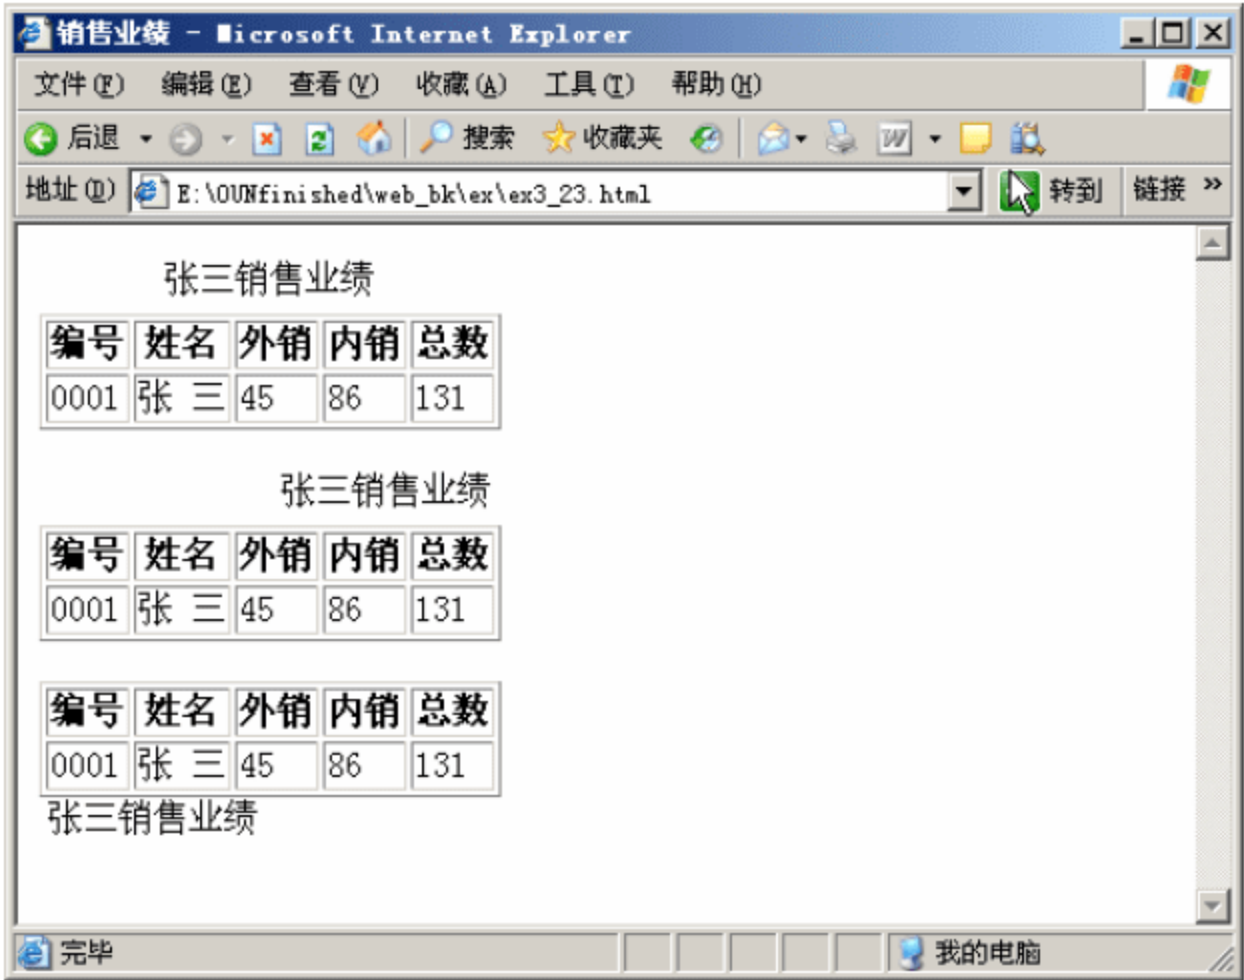 销售业绩 - Microsoft Internet Explorer
文件(F) 编辑(E) 查看(V) 收藏(A) 工具(T) 帮助(H)
后退 搜索 收藏夹
地址(D) E:\OUNfinished\web_bk\ex\ex3_23.html 转到 链接 »
张三销售业绩
编号 姓名 外销 内销 总数
0001 张 三 45 86 131
张三销售业绩
编号 姓名 外销 内销 总数
0001 张 三 45 86 131
编号 姓名 外销 内销 总数
0001 张 三 45 86 131
张三销售业绩
完毕 我的电脑